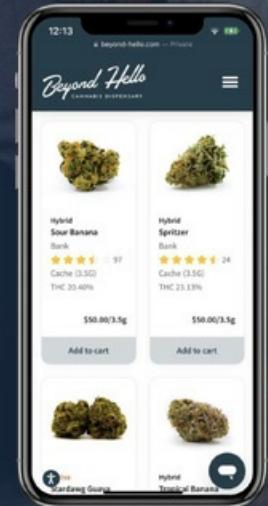 12:13
beyond-hello.com — Private
Beyond Hello
CANNABIS DISPENSARY
Hybrid
Sour Banana
Bank
97
Cache (3.5G)
THC 20.40%
$50.00/3.5g
Add to cart
Hybrid
Spritzer
Bank
24
Cache (3.5G)
THC 23.13%
$50.00/3.5g
Add to cart
Stardawg Guava
Hybrid
Tropical Banana